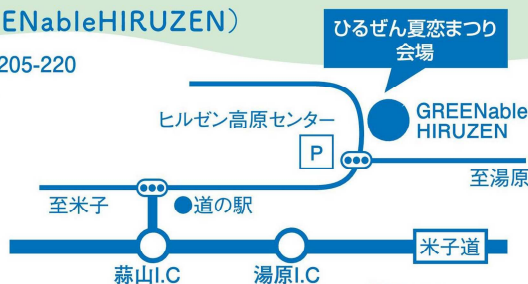 ENableHIRUZEN)
205-220
ひるぜん夏恋まつり
会場
ヒルゼン高原センター
P
GREENable
HIRUZEN
至湯原
至米子
●道の駅
米子道
蒜山I.C
湯原I.C